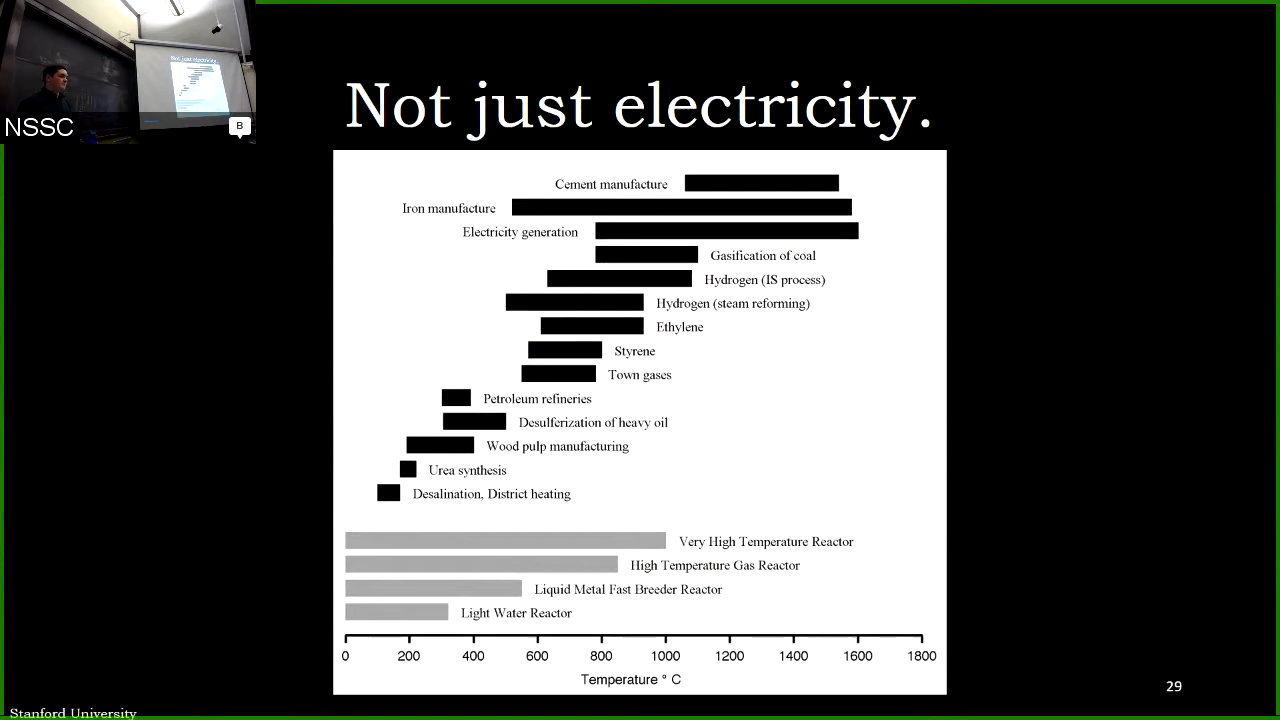 Not just electricity.
NSSC
B
Not just electricity.
Cement manufacture
Iron manufacture
Electricity generation
Gasification of coal
Hydrogen (IS process)
Hydrogen (steam reforming)
Ethylene
Styrene
Town gases
Petroleum refineries
Desulferization of heavy oil
Wood pulp manufacturing
Urea synthesis
Desalination, District heating
Very High Temperature Reactor
High Temperature Gas Reactor
Liquid Metal Fast Breeder Reactor
Light Water Reactor
0 200 400 600 800 1000 1200 1400 1600 1800
Temperature ° C
29
Stanford University